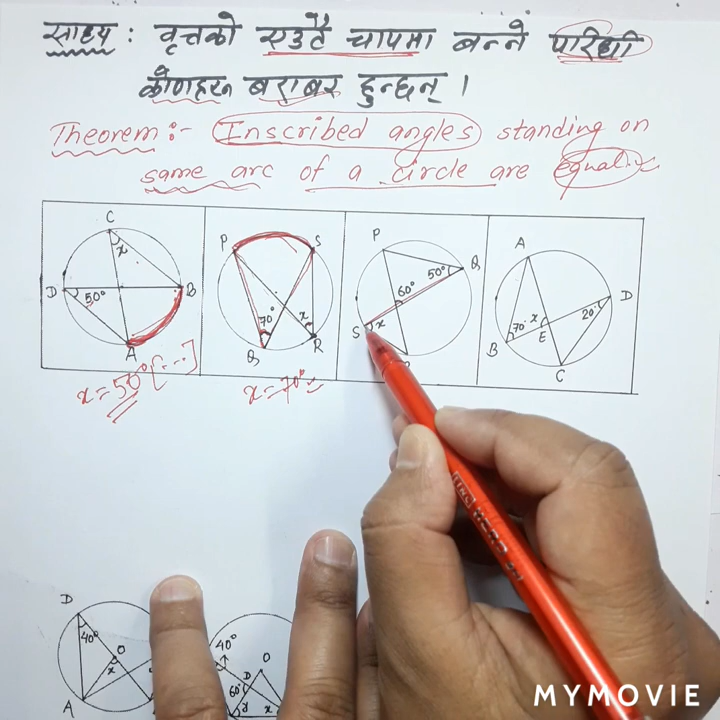 साध्य : वृत्तको एउटै चापमा बन्ने परिधी
कोणहरू बराबर हुन्छन् ।
Theorem:- Inscribed angles standing on
same arc of a circle are equal
C
x
D
50°
B
A
x = 50° [...]
P
S
70°
x
Q
R
x = 70°
P
50°
Q
60°
S
x
A
D
20°
70°
x
B
E
C
D
40°
O
x
A
40°
O
D
60°
x
MYMOVIE